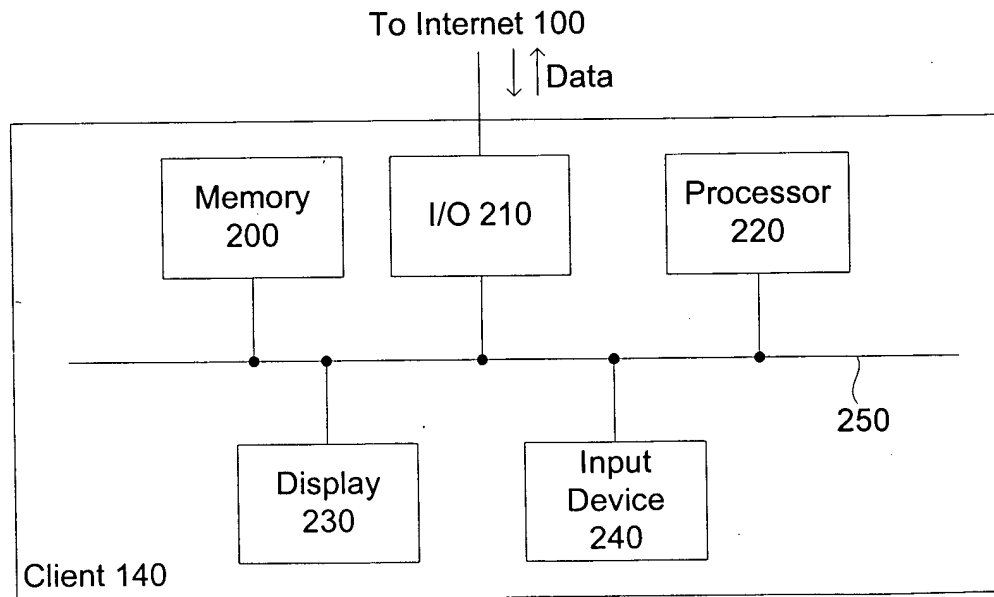 To Internet 100
Data
Memory
200
I/O 210
Processor
220
250
Display
230
Input
Device
240
Client 140